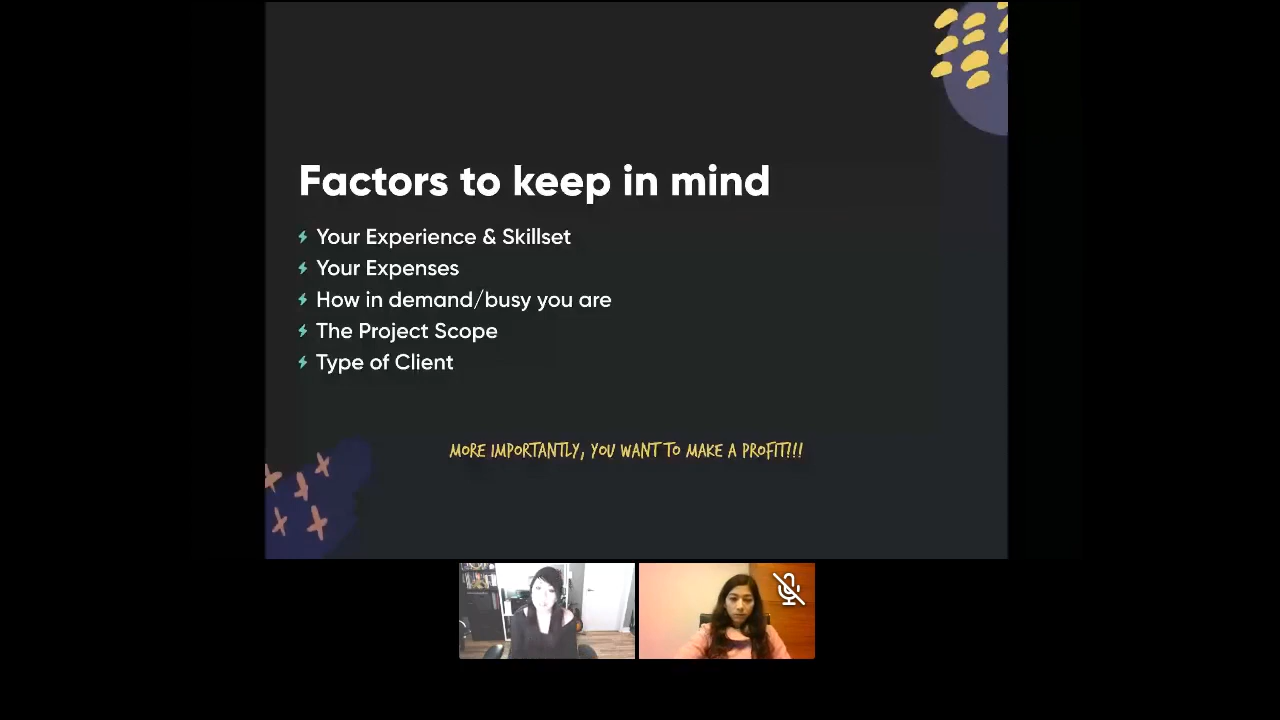 Factors to keep in mind
Your Experience & Skillset
Your Expenses
How in demand/busy you are
The Project Scope
Type of Client
MORE IMPORTANTLY, YOU WANT TO MAKE A PROFIT!!!